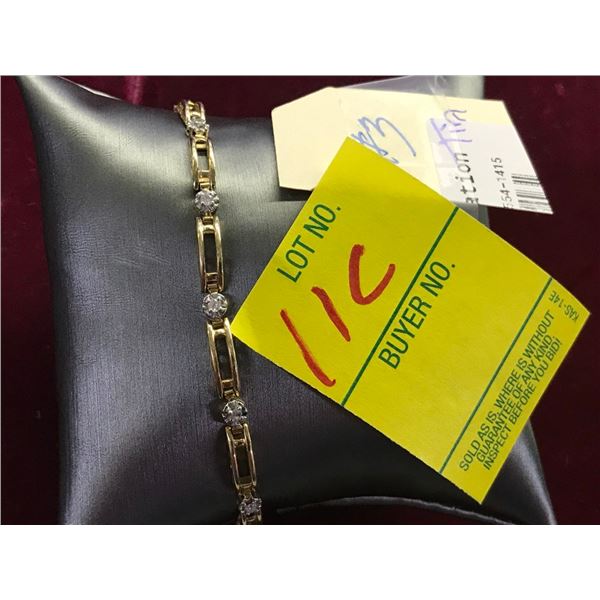 LOT NO.
11C
BUYER NO.
KAS-14E
SOLD AS IS, WHERE IS WITHOUT
GUARANTEE OF ANY KIND.
INSPECT BEFORE YOU BID!
ation
554-1415